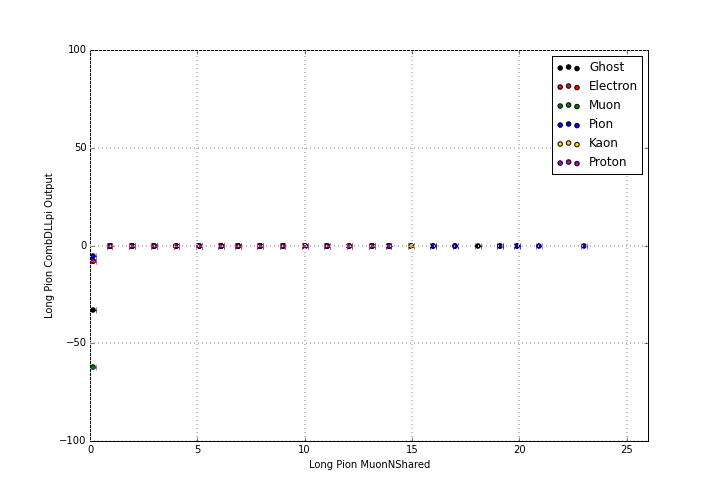 100
50
0
−50
−100
0
5
10
15
20
25
Long Pion CombDLLpi Output
Long Pion MuonNShared
Ghost
Electron
Muon
Pion
Kaon
Proton